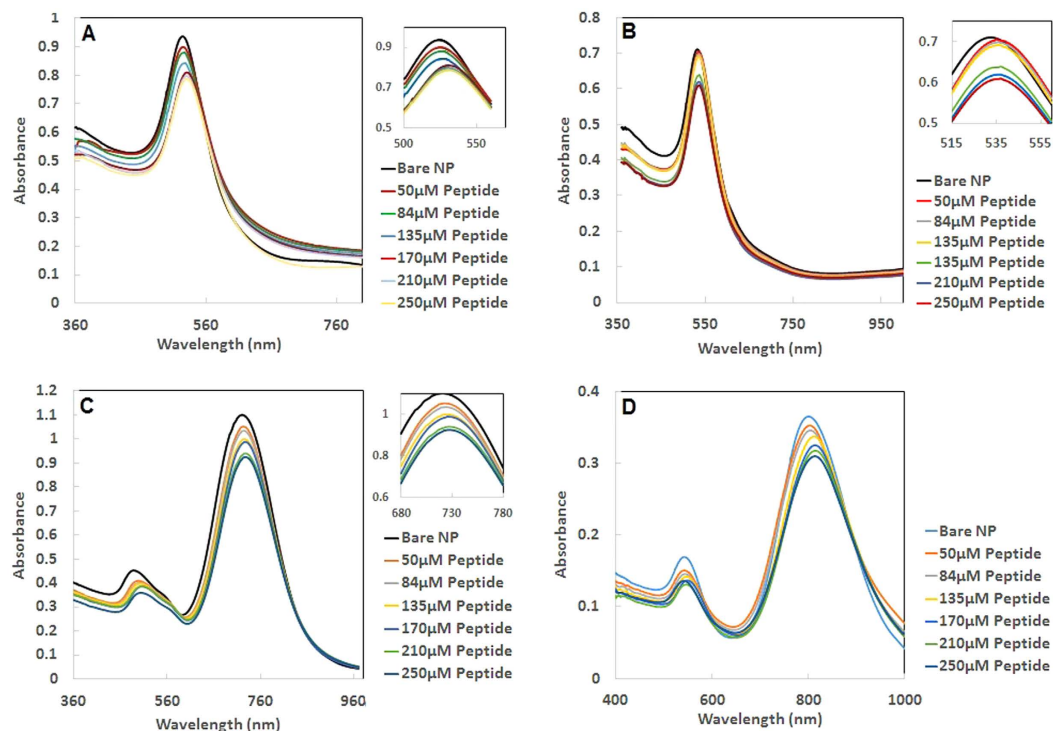 A
Absorbance
1
0.9
0.8
0.7
0.6
0.5
0.4
0.3
0.2
0.1
0
360 560 760
Wavelength (nm)
0.9
0.7
0.5
500 550
Bare NP
50µM Peptide
84µM Peptide
135µM Peptide
170µM Peptide
210µM Peptide
250µM Peptide
B
Absorbance
0.8
0.7
0.6
0.5
0.4
0.3
0.2
0.1
0
350 550 750 950
Wavelength (nm)
0.7
0.6
0.5
515 535 555
Bare NP
50µM Peptide
84µM Peptide
135µM Peptide
135µM Peptide
210µM Peptide
250µM Peptide
C
Absorbance
1.2
1.1
1
0.9
0.8
0.7
0.6
0.5
0.4
0.3
0.2
0.1
0
360 560 760 960
Wavelength (nm)
1
0.8
0.6
680 730 780
Bare NP
50µM Peptide
84µM Peptide
135µM Peptide
170µM Peptide
210µM Peptide
250µM Peptide
D
Absorbance
0.4
0.3
0.2
0.1
0
400 600 800 1000
Wavelength (nm)
Bare NP
50µM Peptide
84µM Peptide
135µM Peptide
170µM Peptide
210µM Peptide
250µM Peptide